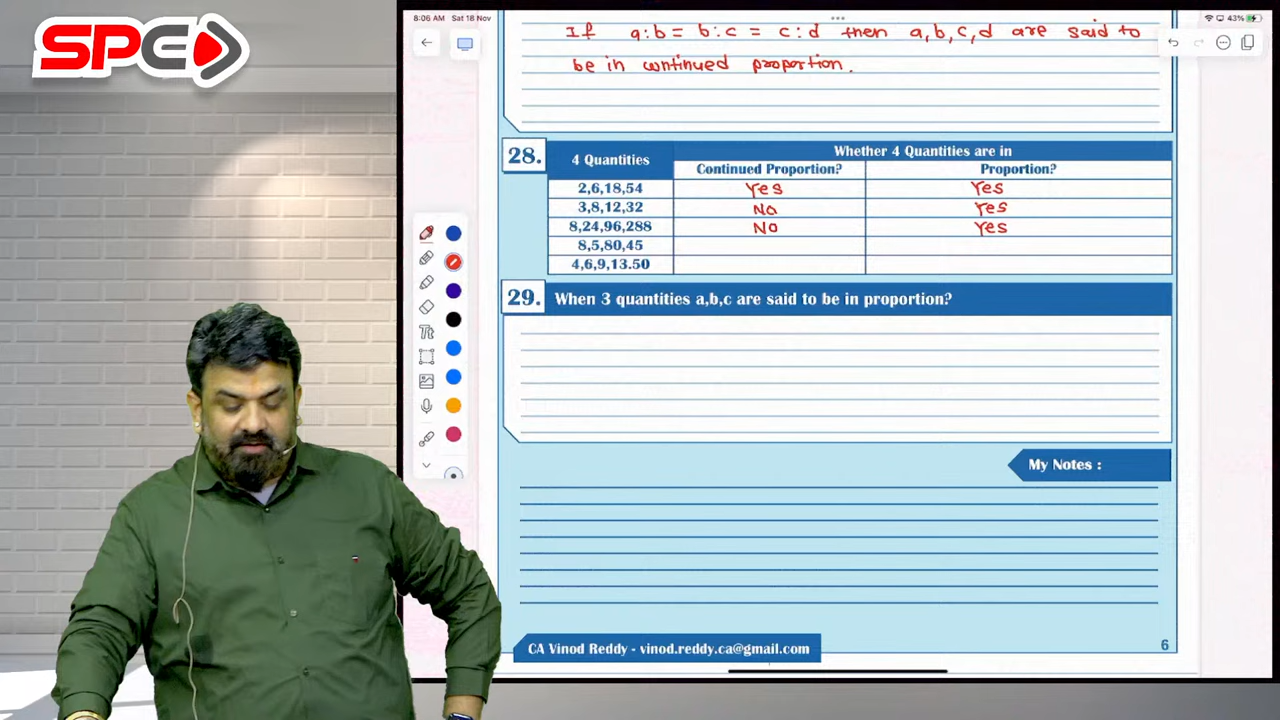 SPC
8:06 AM Sat 18 Nov
43%
If a:b = b:c = c:d then a,b,c,d are said to
be in continued proportion.
28.
4 Quantities
Whether 4 Quantities are in
Continued Proportion?
Proportion?
2,6,18,54 Yes Yes
3,8,12,32 No Yes
8,24,96,288 No Yes
8,5,80,45
4,6,9,13.50
29. When 3 quantities a,b,c are said to be in proportion?
Tt
My Notes :
CA Vinod Reddy - vinod.reddy.ca@gmail.com
6